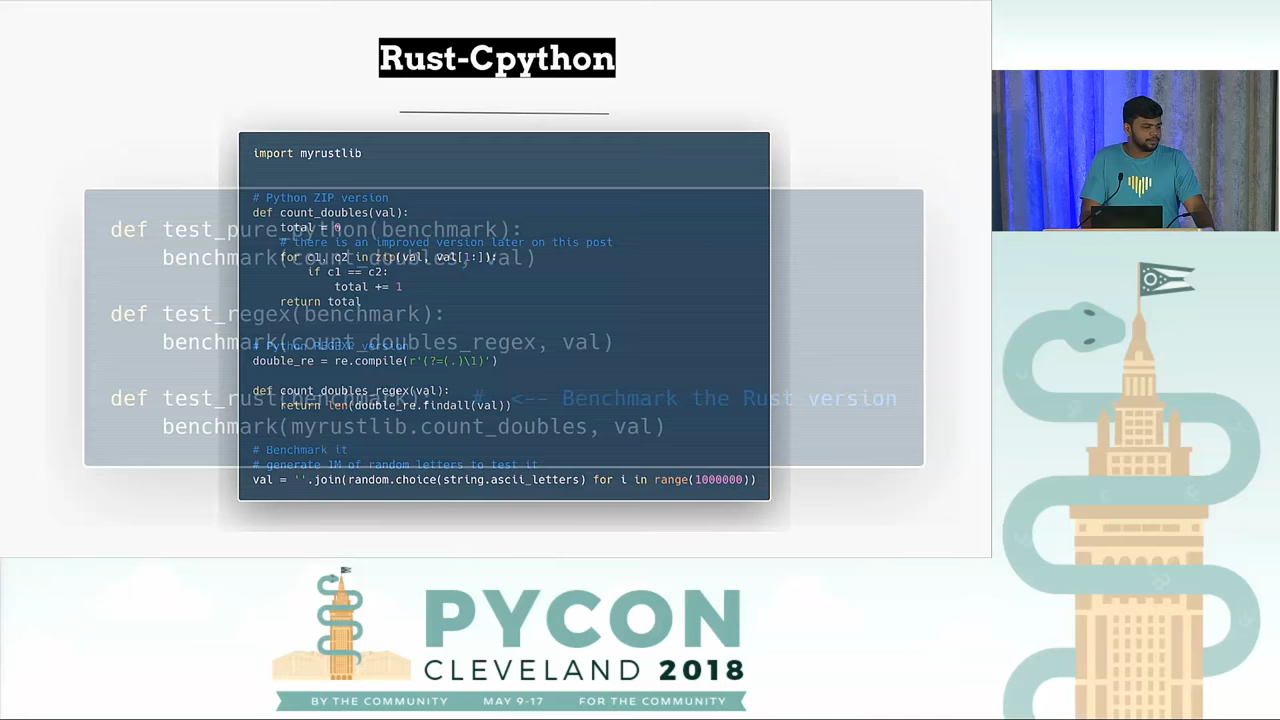 Rust-Cpython
import myrustlib
# Python ZIP version
def count_doubles(val):
total = 0
# there is an improved version later on this post
for c1, c2 in zip(val, val[1:]):
if c1 == c2:
total += 1
return total
# Python REGEXP version
double_re = re.compile(r'(?=(.)\1)')
def count_doubles_regex(val):
return len(double_re.findall(val))
# Benchmark it
# generate 1M of random letters to test it
val = ''.join(random.choice(string.ascii_letters) for i in range(1000000))
def test_pure_python(benchmark):
benchmark(count_doubles, val)
def test_regex(benchmark):
benchmark(count_doubles_regex, val)
def test_rust(benchmark): # <-- Benchmark the Rust version
benchmark(myrustlib.count_doubles, val)
PYCON
CLEVELAND 2018
BY THE COMMUNITY MAY 9-17 FOR THE COMMUNITY